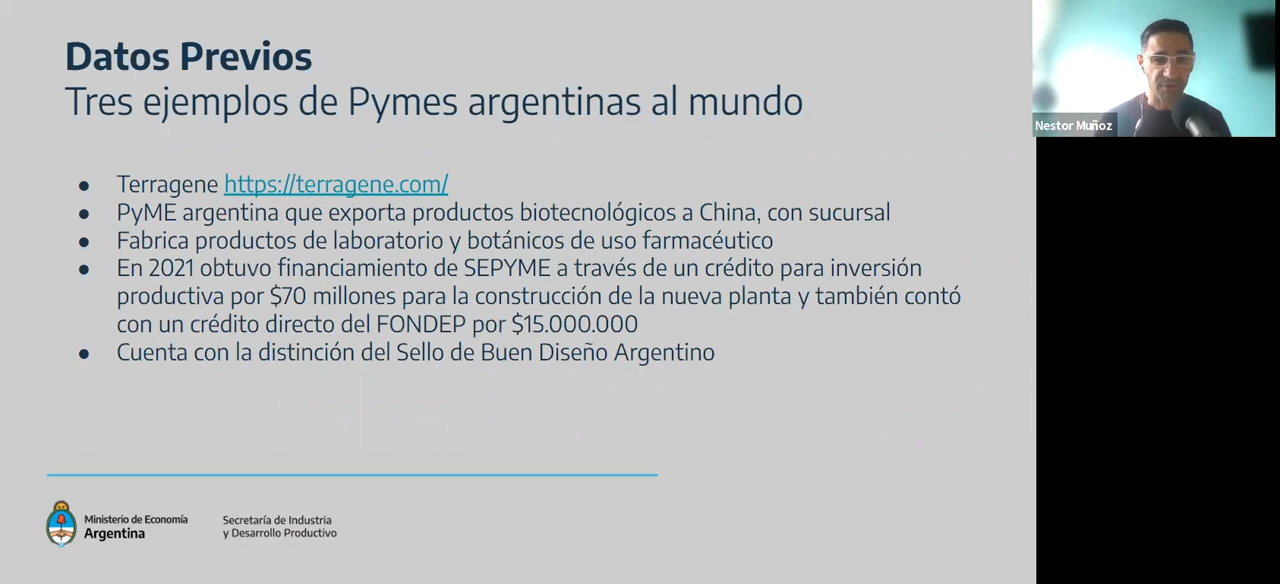 Datos Previos
Tres ejemplos de Pymes argentinas al mundo
Nestor Muñoz
● Terragene https://terragene.com/
● PyME argentina que exporta productos biotecnológicos a China, con sucursal
● Fabrica productos de laboratorio y botánicos de uso farmacéutico
● En 2021 obtuvo financiamiento de SEPYME a través de un crédito para inversión
productiva por $70 millones para la construcción de la nueva planta y también contó
con un crédito directo del FONDEP por $15.000.000
● Cuenta con la distinción del Sello de Buen Diseño Argentino
Ministerio de Economía
Argentina
Secretaría de Industria
y Desarrollo Productivo